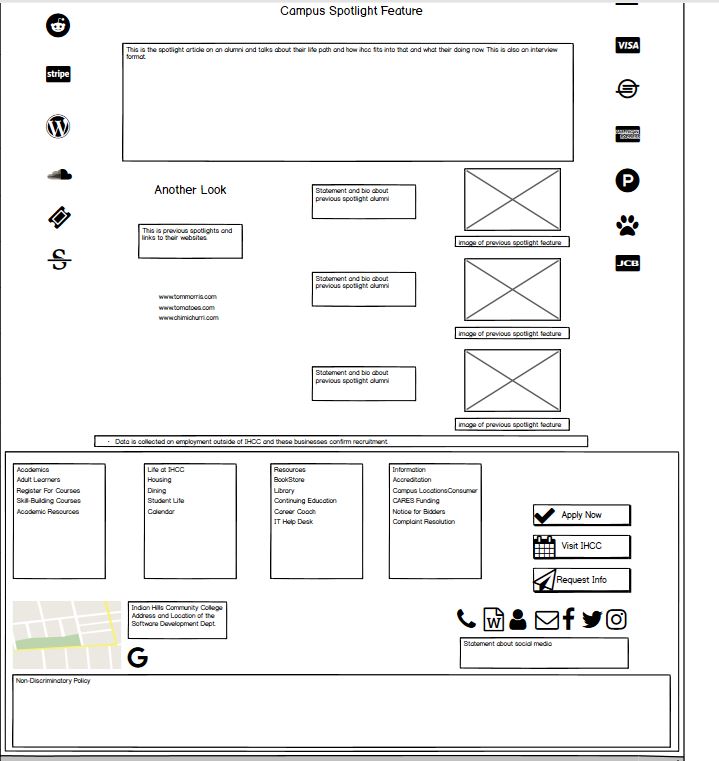 Campus Spotlight Feature
VISA
This is the spotlight article on an alumni and talks about their life path and how ihcc fits into that and what their doing now. This is also an interview
format.
stripe
Another Look
Statement and bio about
previous spotlight alumni
This is previous spotlights and
links to their websites.
image of previous spotlight feature
JCB
Statement and bio about
previous spotlight alumni
www.tommorris.com
www.tomatoes.com
www.chimichurri.com
image of previous spotlight feature
Statement and bio about
previous spotlight alumni
image of previous spotlight feature
· Data is collected on employment outside of IHCC and these businesses confirm recruitment.
Academics
Adult Learners
Register For Courses
Skill-Building Courses
Academic Resources
Life at IHCC
Housing
Dining
Student Life
Calendar
Resources
BookStore
Library
Continuing Education
Career Coach
IT Help Desk
Information
Accreditation
Campus LocationsConsumer
CARES Funding
Notice for Bidders
Complaint Resolution
Apply Now
Visit IHCC
Request Info
Indian Hills Community College
Address and Location of the
Software Development Dept.
Statement about social media
Non-Discriminatory Policy